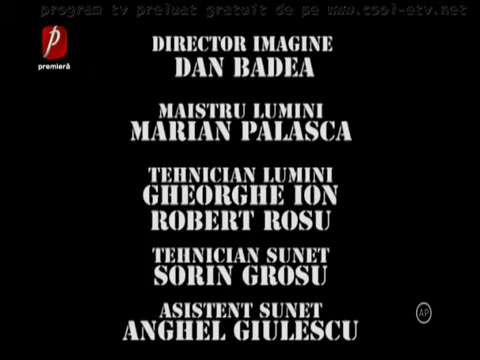 program tv preluat gratuit de pe www.cool-etv.net
p
premieră
DIRECTOR IMAGINE
DAN BADEA
MAISTRU LUMINI
MARIAN PALASCA
TEHNICIAN LUMINI
GHEORGHE ION
ROBERT ROSU
TEHNICIAN SUNET
SORIN GROSU
ASISTENT SUNET
ANGHEL GIULESCU
AP